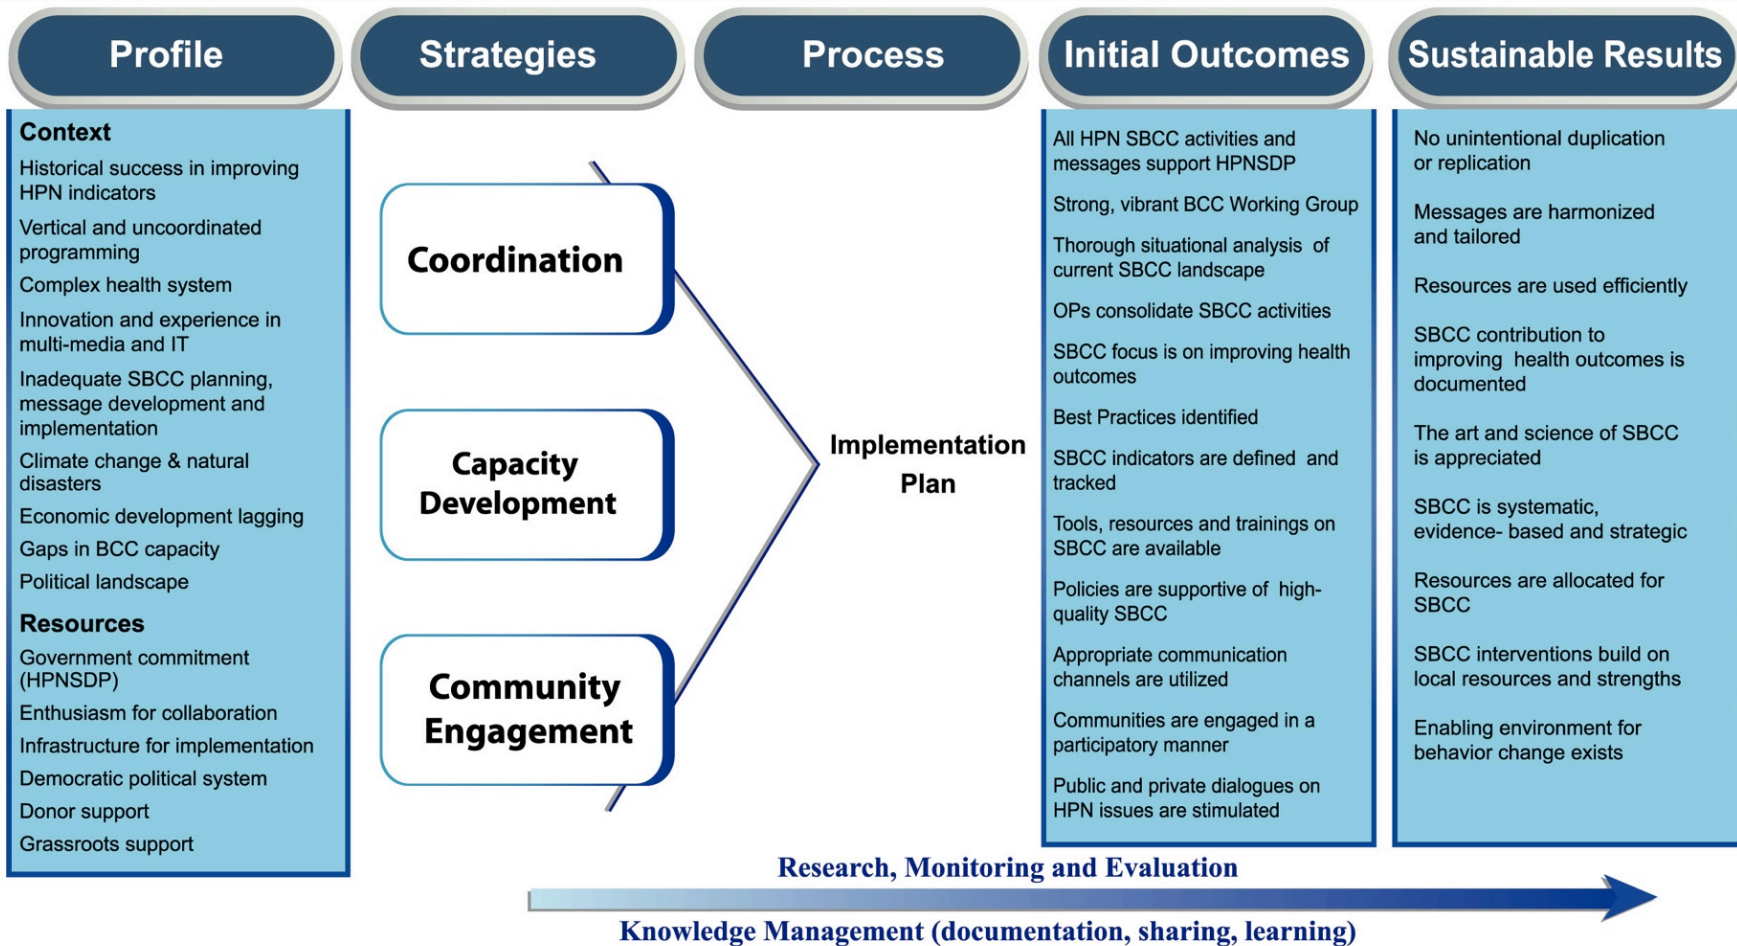 Profile
Strategies
Process
Initial Outcomes
Sustainable Results
Context
Historical success in improving
HPN indicators
Vertical and uncoordinated
programming
Complex health system
Innovation and experience in
multi-media and IT
Inadequate SBCC planning,
message development and
implementation
Climate change & natural
disasters
Economic development lagging
Gaps in BCC capacity
Political landscape
Resources
Government commitment
(HPNSDP)
Enthusiasm for collaboration
Infrastructure for implementation
Democratic political system
Donor support
Grassroots support
Coordination
Capacity
Development
Community
Engagement
Implementation
Plan
All HPN SBCC activities and
messages support HPNSDP
Strong, vibrant BCC Working Group
Thorough situational analysis of
current SBCC landscape
OPs consolidate SBCC activities
SBCC focus is on improving health
outcomes
Best Practices identified
SBCC indicators are defined and
tracked
Tools, resources and trainings on
SBCC are available
Policies are supportive of high-
quality SBCC
Appropriate communication
channels are utilized
Communities are engaged in a
participatory manner
Public and private dialogues on
HPN issues are stimulated
No unintentional duplication
or replication
Messages are harmonized
and tailored
Resources are used efficiently
SBCC contribution to
improving health outcomes is
documented
The art and science of SBCC
is appreciated
SBCC is systematic,
evidence- based and strategic
Resources are allocated for
SBCC
SBCC interventions build on
local resources and strengths
Enabling environment for
behavior change exists
Research, Monitoring and Evaluation
Knowledge Management (documentation, sharing, learning)